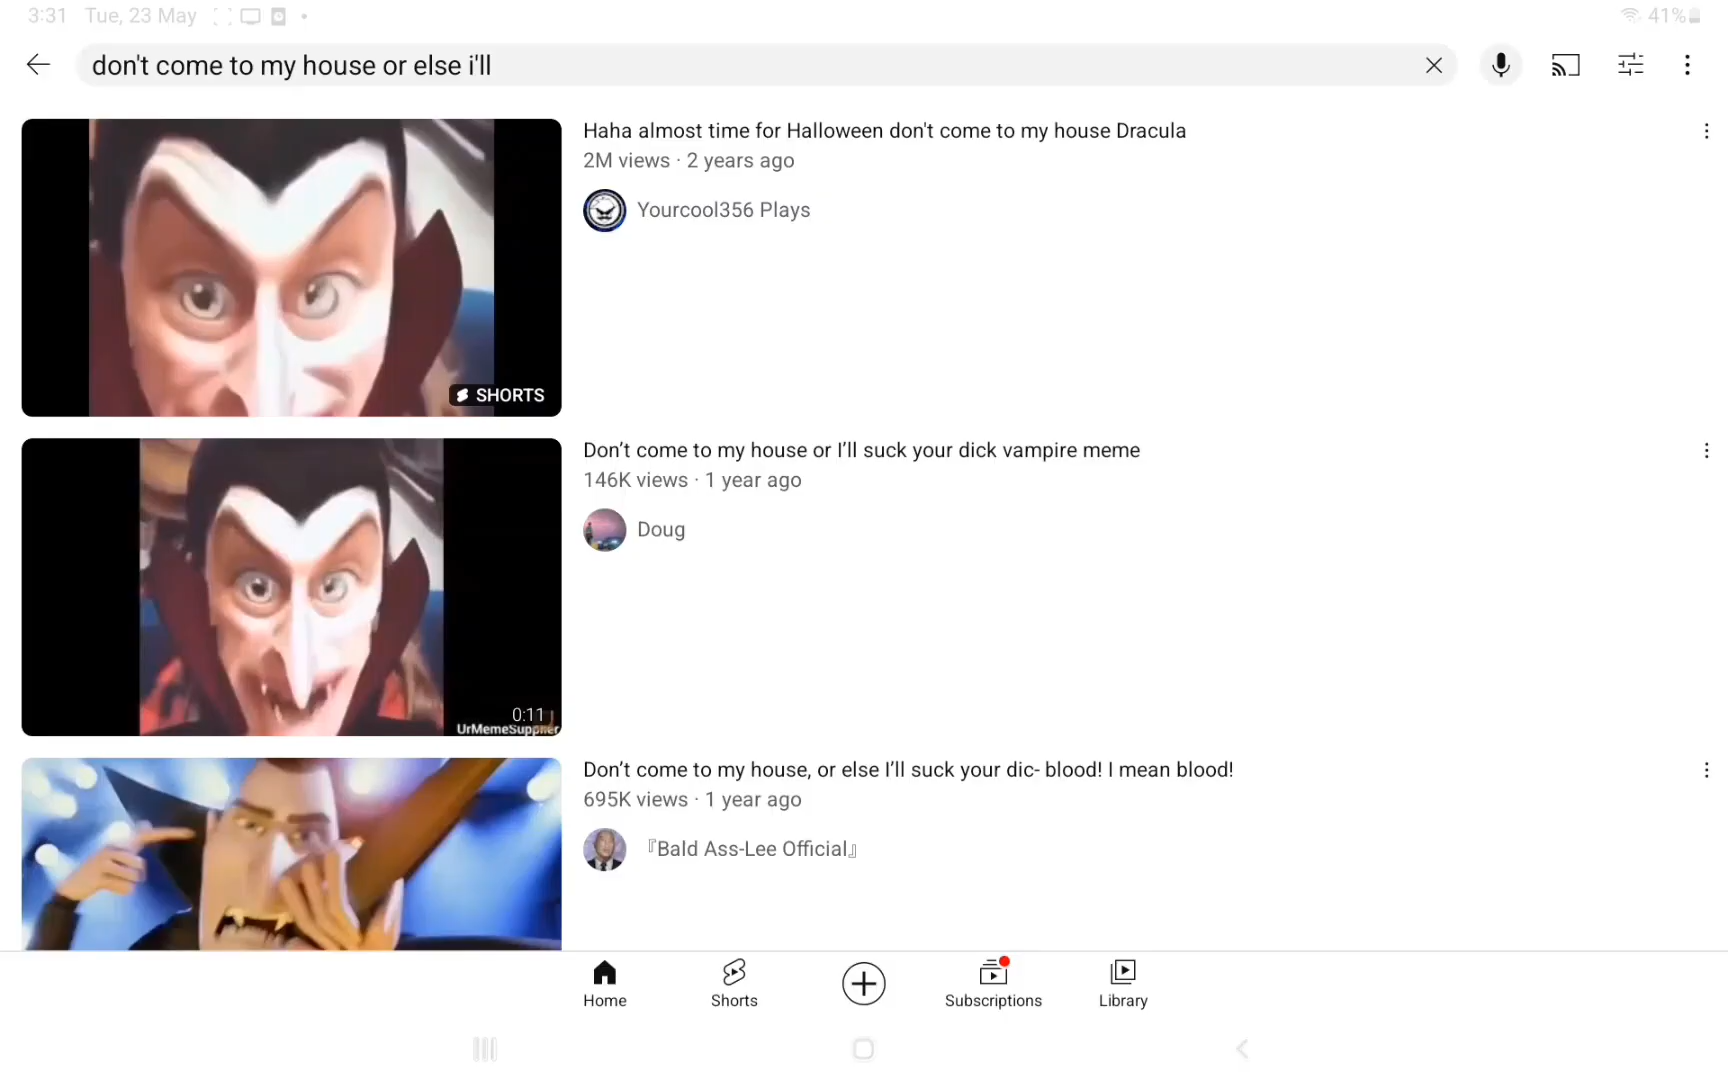 3:31 Tue, 23 May
41%
don't come to my house or else i'll
Haha almost time for Halloween don't come to my house Dracula
2M views · 2 years ago
Yourcool356 Plays
SHORTS
Don’t come to my house or I’ll suck your dick vampire meme
146K views · 1 year ago
Doug
0:11
UrMemeSupplier
Don’t come to my house, or else I’ll suck your dic- blood! I mean blood!
695K views · 1 year ago
『Bald Ass-Lee Official』
Home
Shorts
Subscriptions
Library